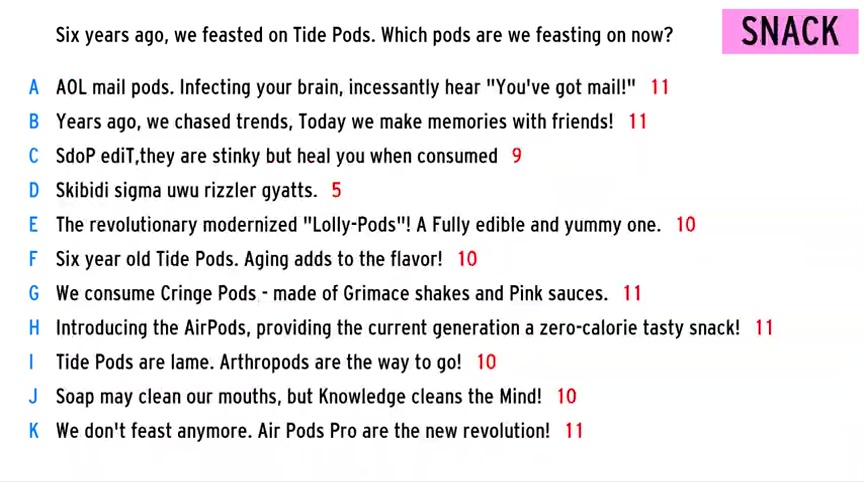 Six years ago, we feasted on Tide Pods. Which pods are we feasting on now?
SNACK
A AOL mail pods. Infecting your brain, incessantly hear "You've got mail!" 11
B Years ago, we chased trends, Today we make memories with friends! 11
C SdoP ediT,they are stinky but heal you when consumed 9
D Skibidi sigma uwu rizzler gyatts. 5
E The revolutionary modernized "Lolly-Pods"! A Fully edible and yummy one. 10
F Six year old Tide Pods. Aging adds to the flavor! 10
G We consume Cringe Pods - made of Grimace shakes and Pink sauces. 11
H Introducing the AirPods, providing the current generation a zero-calorie tasty snack! 11
I Tide Pods are lame. Arthropods are the way to go! 10
J Soap may clean our mouths, but Knowledge cleans the Mind! 10
K We don't feast anymore. Air Pods Pro are the new revolution! 11